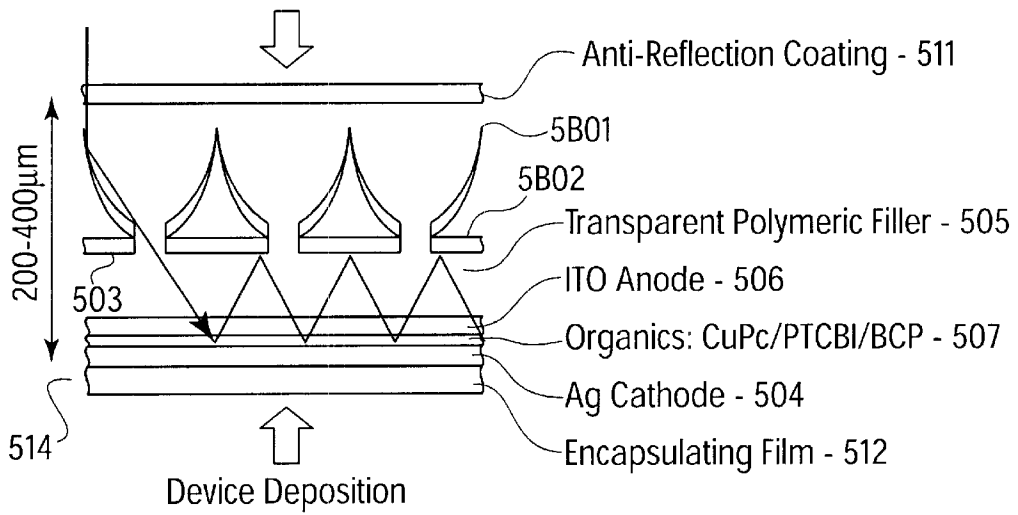 Anti-Reflection Coating - 511
5B01
5B02
200-400μm
Transparent Polymeric Filler - 505
ITO Anode - 506
503
Organics: CuPc/PTCBI/BCP - 507
Ag Cathode - 504
514
Encapsulating Film - 512
Device Deposition